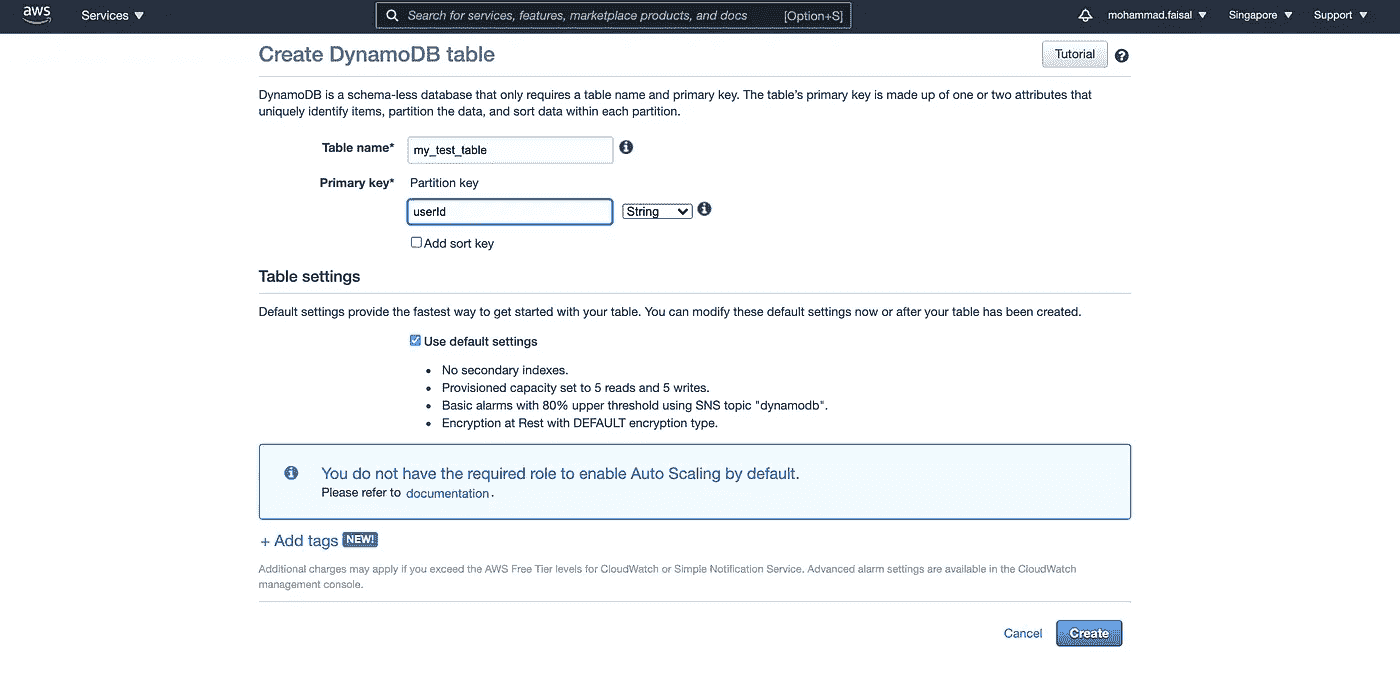 aws Services Search for services, features, marketplace products, and docs [Option+S] mohammad.faisal Singapore Support
Create DynamoDB table Tutorial
DynamoDB is a schema-less database that only requires a table name and primary key. The table's primary key is made up of one or two attributes that
uniquely identify items, partition the data, and sort data within each partition.
Table name* my_test_table
Primary key* Partition key
userId String
Add sort key
Table settings
Default settings provide the fastest way to get started with your table. You can modify these default settings now or after your table has been created.
Use default settings
• No secondary indexes.
• Provisioned capacity set to 5 reads and 5 writes.
• Basic alarms with 80% upper threshold using SNS topic "dynamodb".
• Encryption at Rest with DEFAULT encryption type.
You do not have the required role to enable Auto Scaling by default.
Please refer to documentation.
+ Add tags NEW!
Additional charges may apply if you exceed the AWS Free Tier levels for CloudWatch or Simple Notification Service. Advanced alarm settings are available in the CloudWatch
management console.
Cancel Create